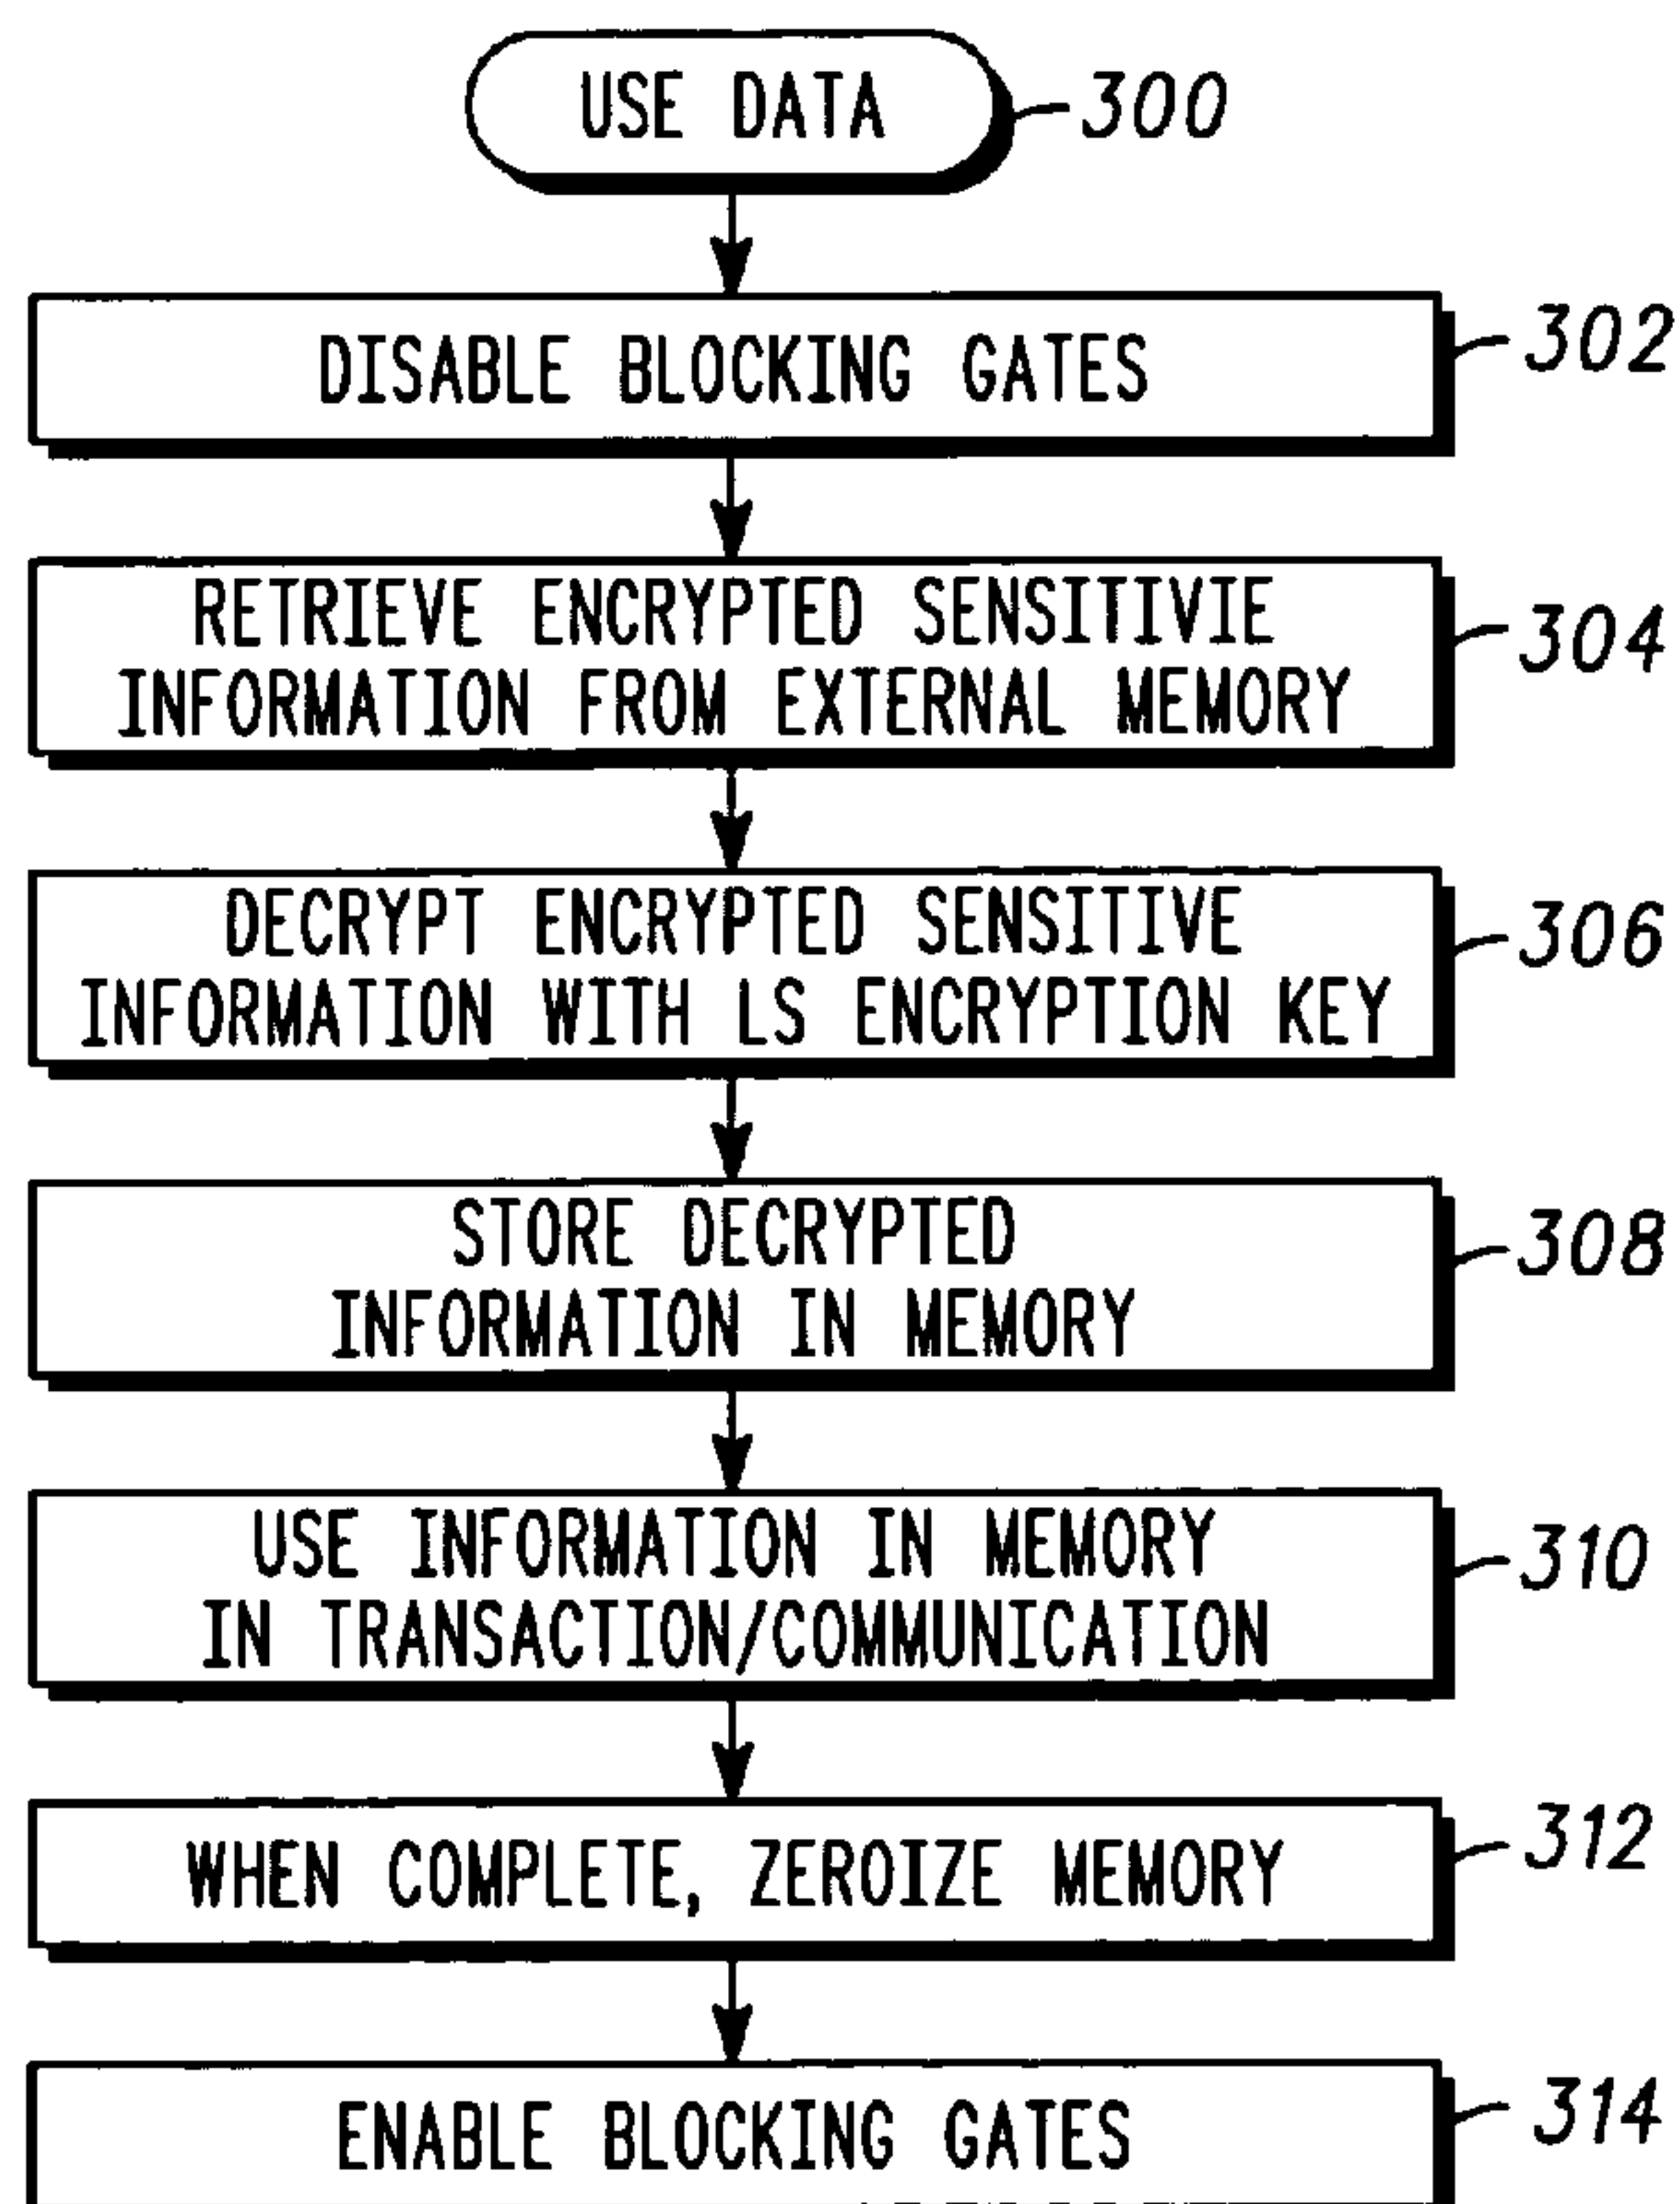 USE DATA
300
DISABLE BLOCKING GATES
302
RETRIEVE ENCRYPTED SENSITIVIE
INFORMATION FROM EXTERNAL MEMORY
304
DECRYPT ENCRYPTED SENSITIVE
INFORMATION WITH LS ENCRYPTION KEY
306
STORE DECRYPTED
INFORMATION IN MEMORY
308
USE INFORMATION IN MEMORY
IN TRANSACTION/COMMUNICATION
310
WHEN COMPLETE, ZEROIZE MEMORY
312
ENABLE BLOCKING GATES
314